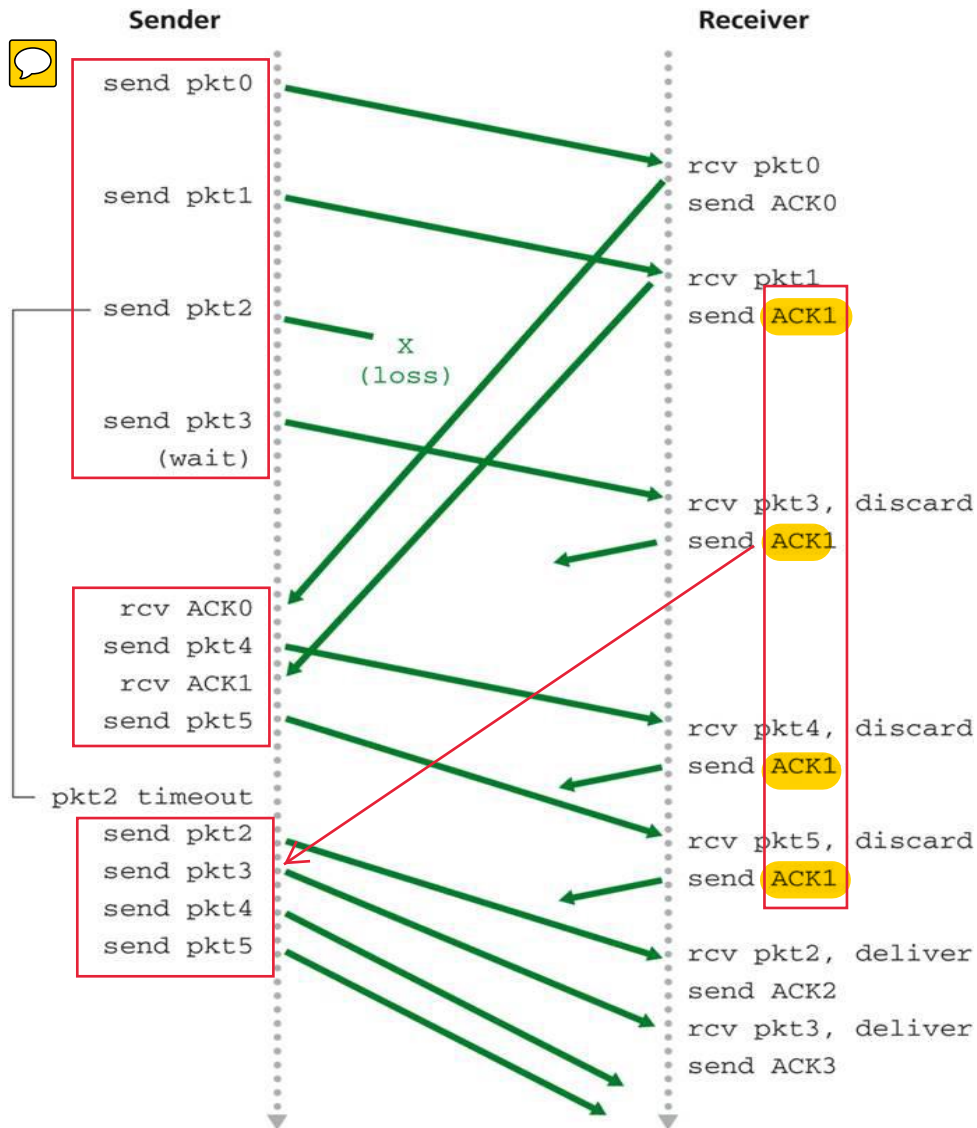 Sender
Receiver
send pkt0
rcv pkt0
send pkt1
send ACK0
rcv pkt1
send pkt2
send ACK1
X
(loss)
send pkt3
(wait)
rcv pkt3, discard
send ACK1
rcv ACK0
send pkt4
rcv ACK1
send pkt5
rcv pkt4, discard
send ACK1
pkt2 timeout
send pkt2
rcv pkt5, discard
send pkt3
send ACK1
send pkt4
send pkt5
rcv pkt2, deliver
send ACK2
rcv pkt3, deliver
send ACK3